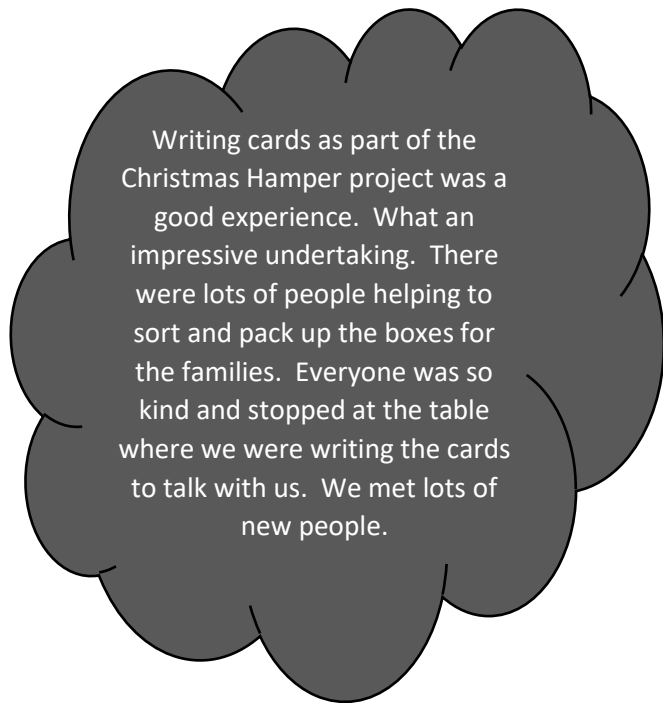 Writing cards as part of the
Christmas Hamper project was a
good experience.  What an
impressive undertaking.  There
were lots of people helping to
sort and pack up the boxes for
the families.  Everyone was so
kind and stopped at the table
where we were writing the cards
to talk with us.  We met lots of
new people.